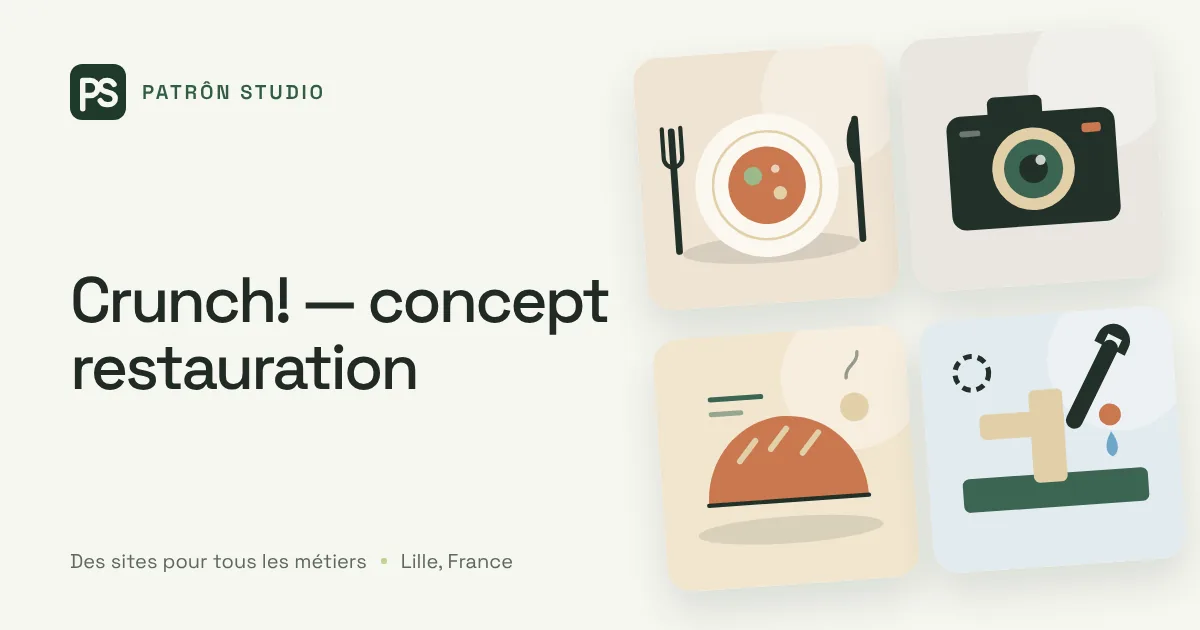 PS
PATRÔN STUDIO
Crunch! — concept
restauration
Des sites pour tous les métiers • Lille, France